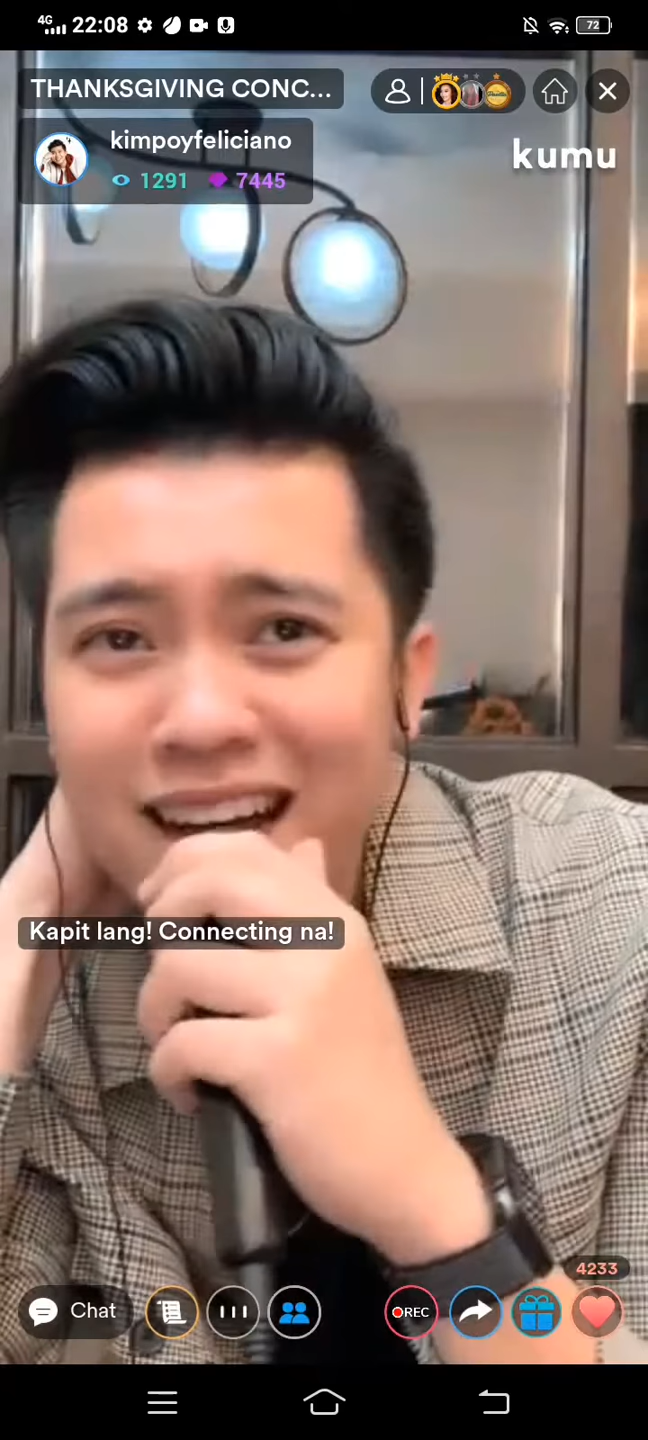 4G 22:08 72
THANKSGIVING CONC...
kimpoyfeliciano
1291 7445
kumu
Kapit lang! Connecting na!
4233
Chat
REC